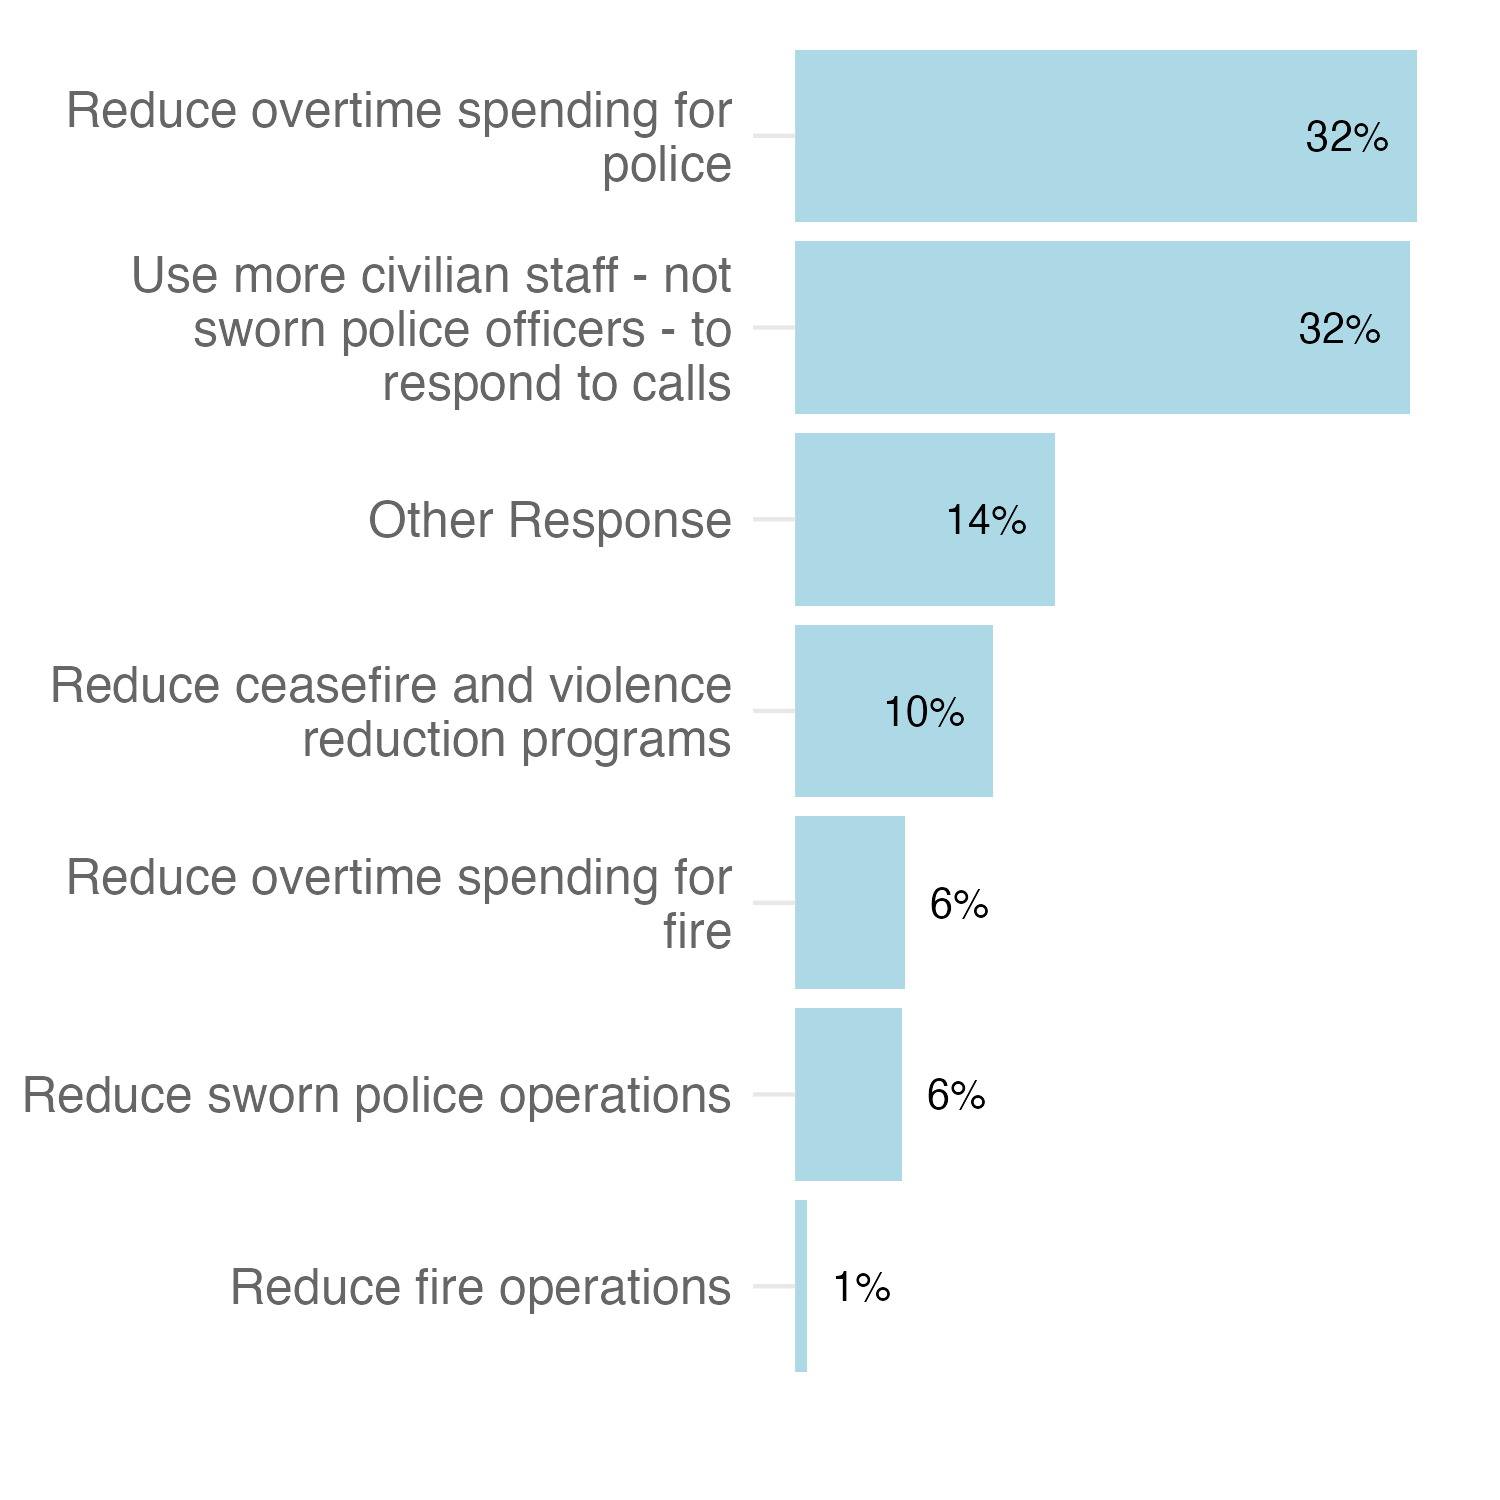 Reduce overtime spending for
police
32%
Use more civilian staff - not
sworn police officers - to
respond to calls
32%
Other Response
14%
Reduce ceasefire and violence
reduction programs
10%
Reduce overtime spending for
fire
6%
Reduce sworn police operations
6%
Reduce fire operations
1%